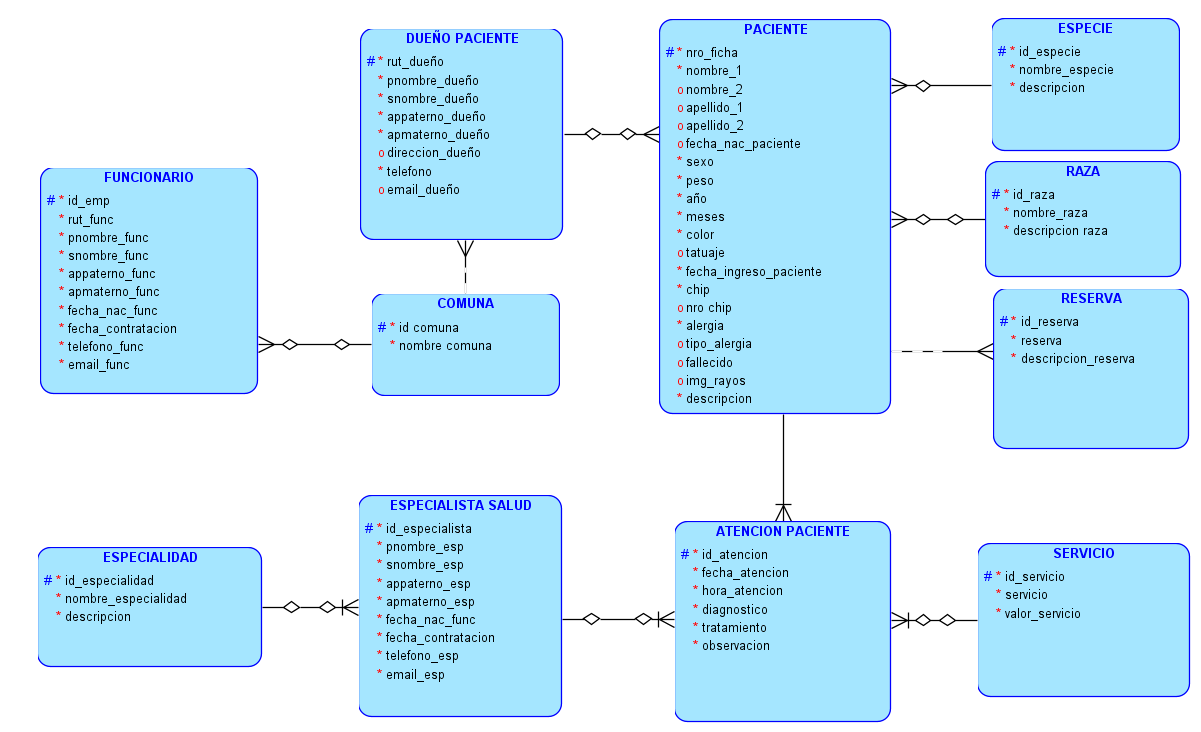 DUEÑO PACIENTE
# * rut_dueño
* pnombre_dueño
* snombre_dueño
* appaterno_dueño
* apmaterno_dueño
o direccion_dueño
* telefono
o email_dueño
PACIENTE
# * nro_ficha
* nombre_1
o nombre_2
o apellido_1
o apellido_2
o fecha_nac_paciente
* sexo
* peso
* año
* meses
* color
o tatuaje
* fecha_ingreso_paciente
* chip
o nro chip
* alergia
o tipo_alergia
o fallecido
o img_rayos
* descripcion
ESPECIE
# * id_especie
* nombre_especie
* descripcion
RAZA
# * id_raza
* nombre_raza
* descripcion raza
FUNCIONARIO
# * id_emp
* rut_func
* pnombre_func
* snombre_func
* appaterno_func
* apmaterno_func
* fecha_nac_func
* fecha_contratacion
* telefono_func
* email_func
COMUNA
# * id comuna
* nombre comuna
RESERVA
# * id_reserva
* reserva
* descripcion_reserva
ESPECIALIDAD
# * id_especialidad
* nombre_especialidad
* descripcion
ESPECIALISTA SALUD
# * id_especialista
* pnombre_esp
* snombre_esp
* appaterno_esp
* apmaterno_esp
* fecha_nac_func
* fecha_contratacion
* telefono_esp
* email_esp
ATENCION PACIENTE
# * id_atencion
* fecha_atencion
* hora_atencion
* diagnostico
* tratamiento
* observacion
SERVICIO
# * id_servicio
* servicio
* valor_servicio